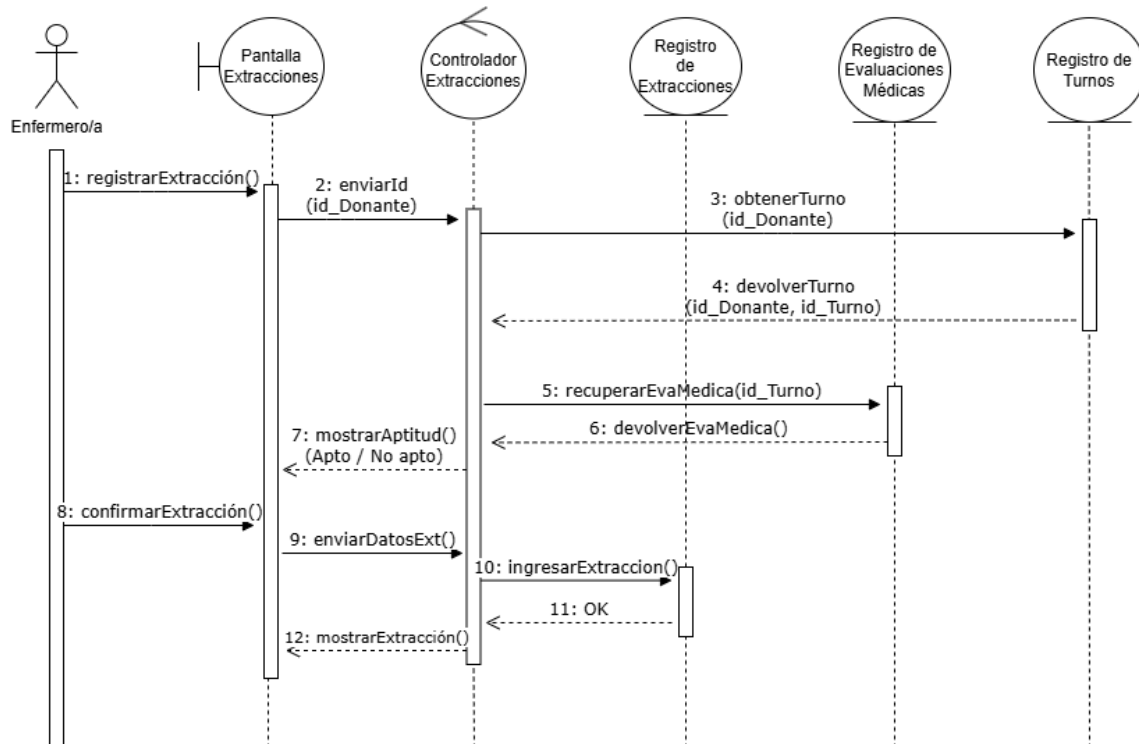 Enfermero/a
Pantalla
Extracciones
Controlador
Extracciones
Registro
de
Extracciones
Registro de
Evaluaciones
Médicas
Registro de
Turnos
1: registrarExtracción()
2: enviarId
(id_Donante)
3: obtenerTurno
(id_Donante)
4: devolverTurno
(id_Donante, id_Turno)
5: recuperarEvaMedica(id_Turno)
6: devolverEvaMedica()
7: mostrarAptitud()
(Apto / No apto)
8: confirmarExtracción()
9: enviarDatosExt()
10: ingresarExtraccion()
11: OK
12: mostrarExtracción()